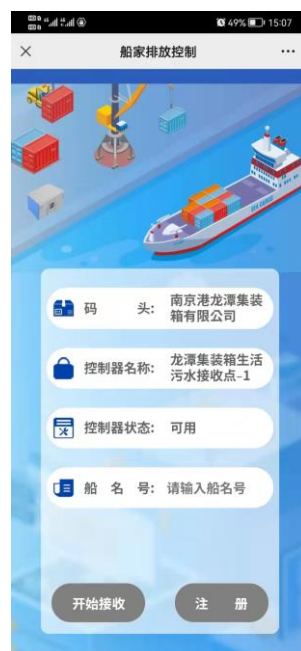 49% 15:07
船家排放控制
码 头: 南京港龙潭集装
箱有限公司
控制器名称: 龙潭集装箱生活
污水接收点-1
控制器状态: 可用
船 名 号: 请输入船名号
开始接收 注 册